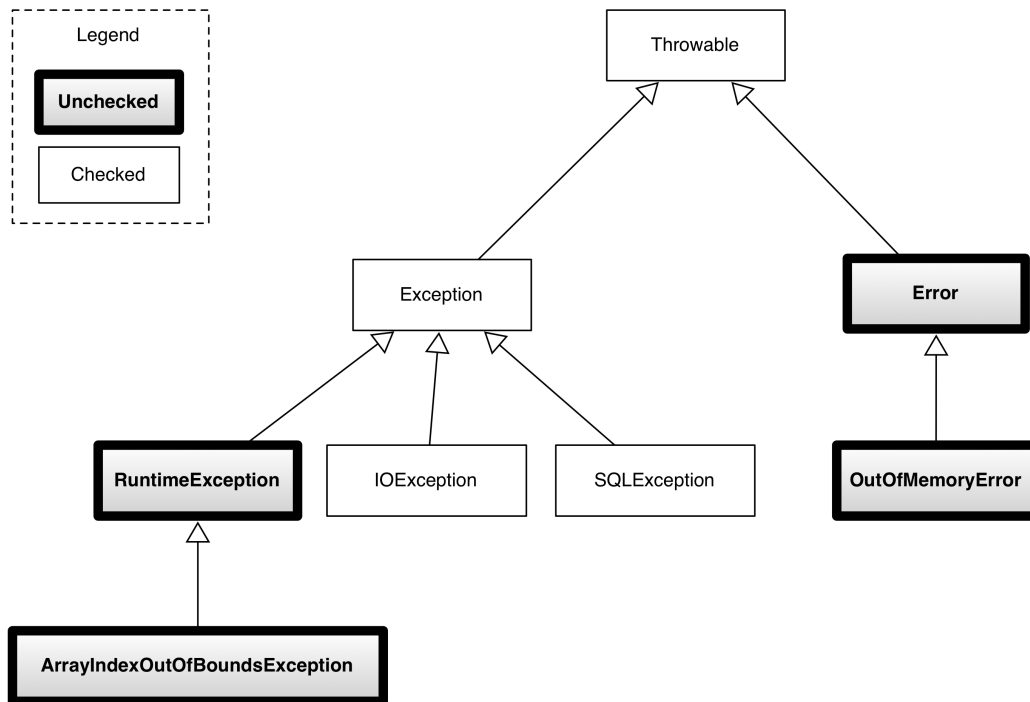 Legend
Unchecked
Checked
Throwable
Exception
Error
RuntimeException
IOException
SQLException
OutOfMemoryError
ArrayIndexOutOfBoundsException